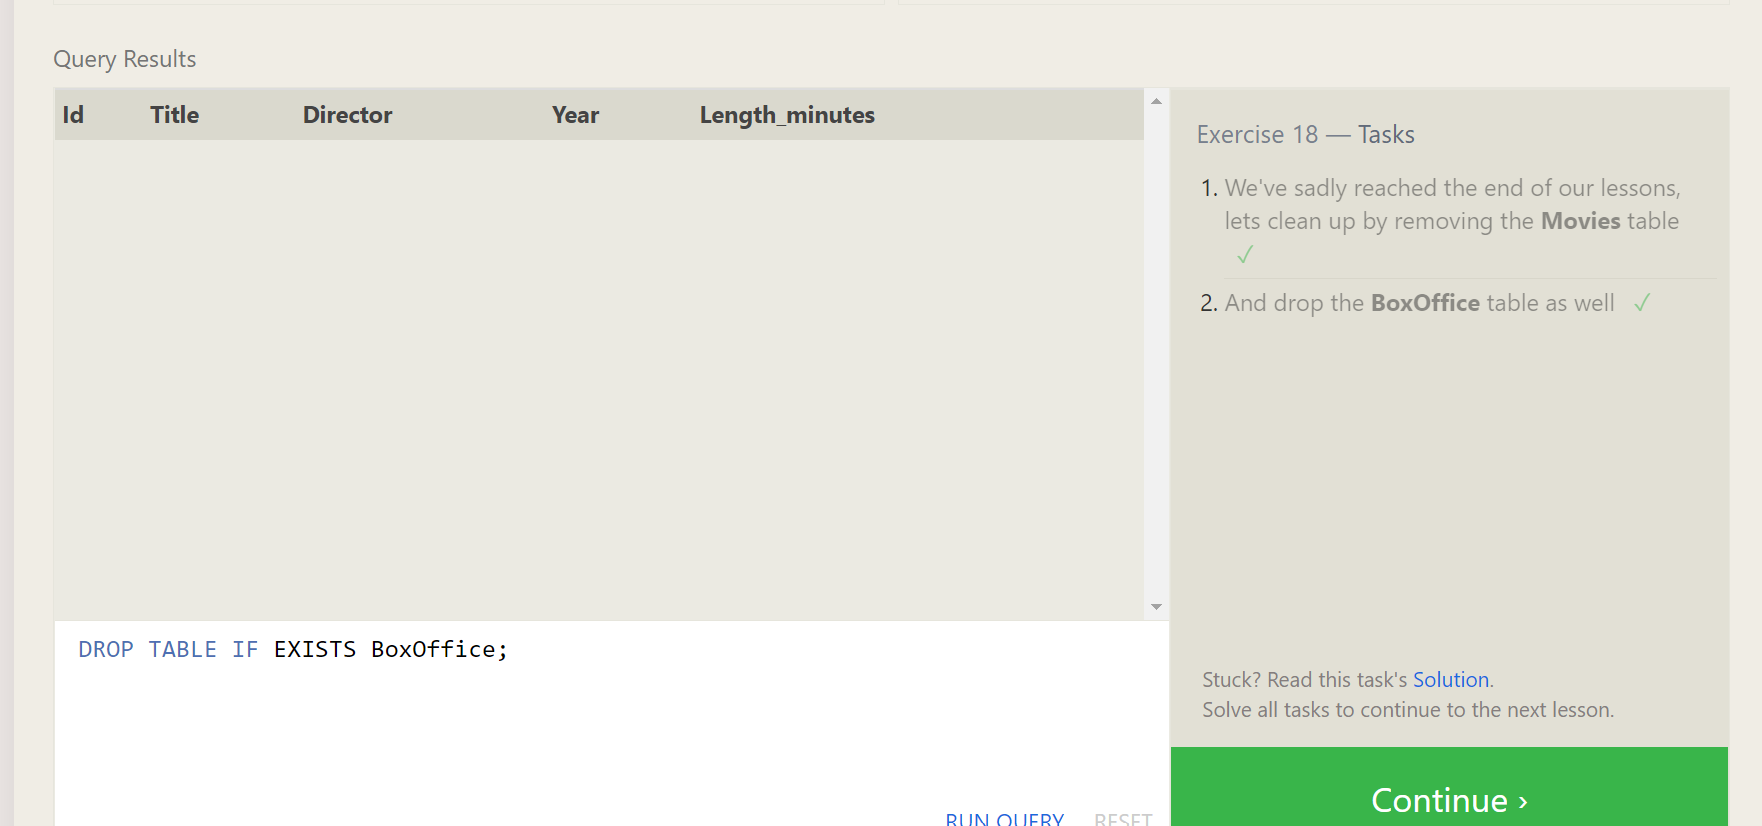 Query Results
Id Title Director Year Length_minutes
Exercise 18 — Tasks
1. We've sadly reached the end of our lessons,
lets clean up by removing the Movies table
✓
2. And drop the BoxOffice table as well ✓
DROP TABLE IF EXISTS BoxOffice;
Stuck? Read this task's Solution.
Solve all tasks to continue to the next lesson.
RUN QUERY RESET
Continue ›